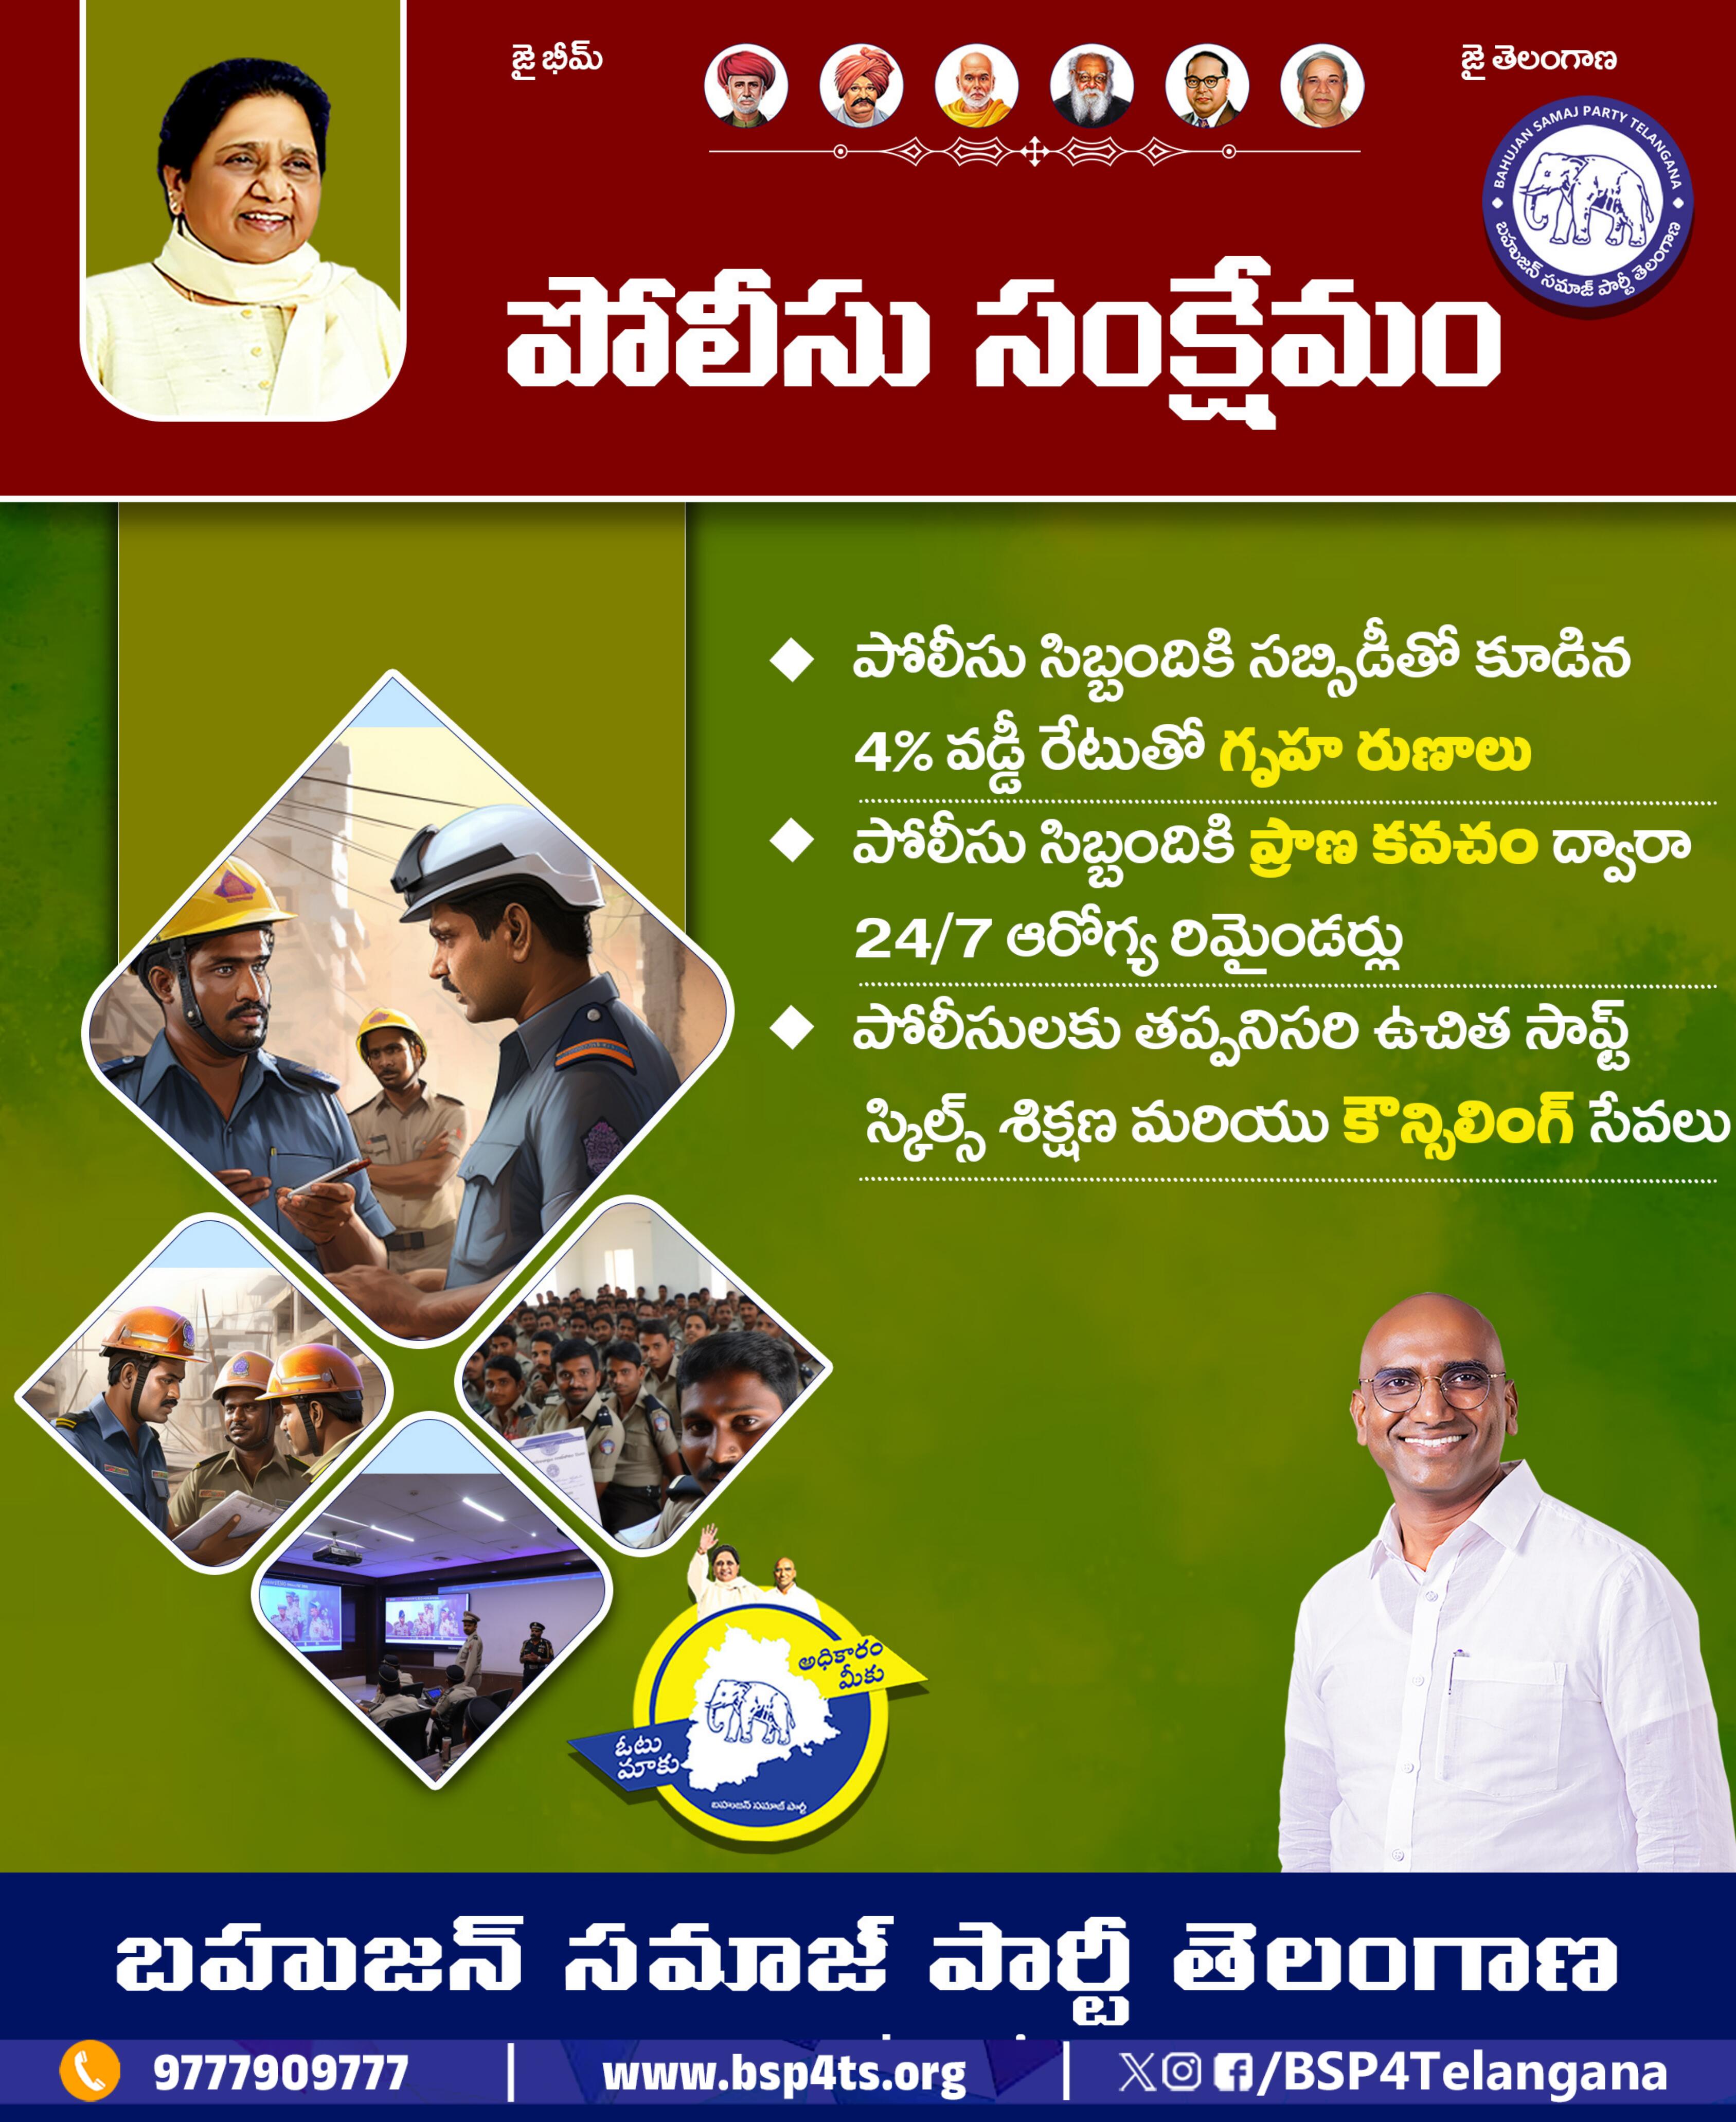 జై భీమ్
జై తెలంగాణ
BAHUJAN SAMAJ PARTY TELANGANA
బహుజన్ సమాజ్ పార్టీ తెలంగాణ
పోలీసు సంక్షేమం
పోలీసు సిబ్బందికి సబ్సిడీతో కూడిన
4% వడ్డీ రేటుతో గృహ రుణాలు
పోలీసు సిబ్బందికి ప్రాణ కవచం ద్వారా
24/7 ఆరోగ్య రిమైండర్లు
పోలీసులకు తప్పనిసరి ఉచిత సాఫ్ట్
స్కిల్స్ శిక్షణ మరియు కౌన్సిలింగ్ సేవలు
అధికారం
మీకు
ఓటు
మాకు
బహుజన్ సమాజ్ పార్టీ
బహుజన్ సమాజ్ పార్టీ తెలంగాణ
9777909777 | www.bsp4ts.org | /BSP4Telangana